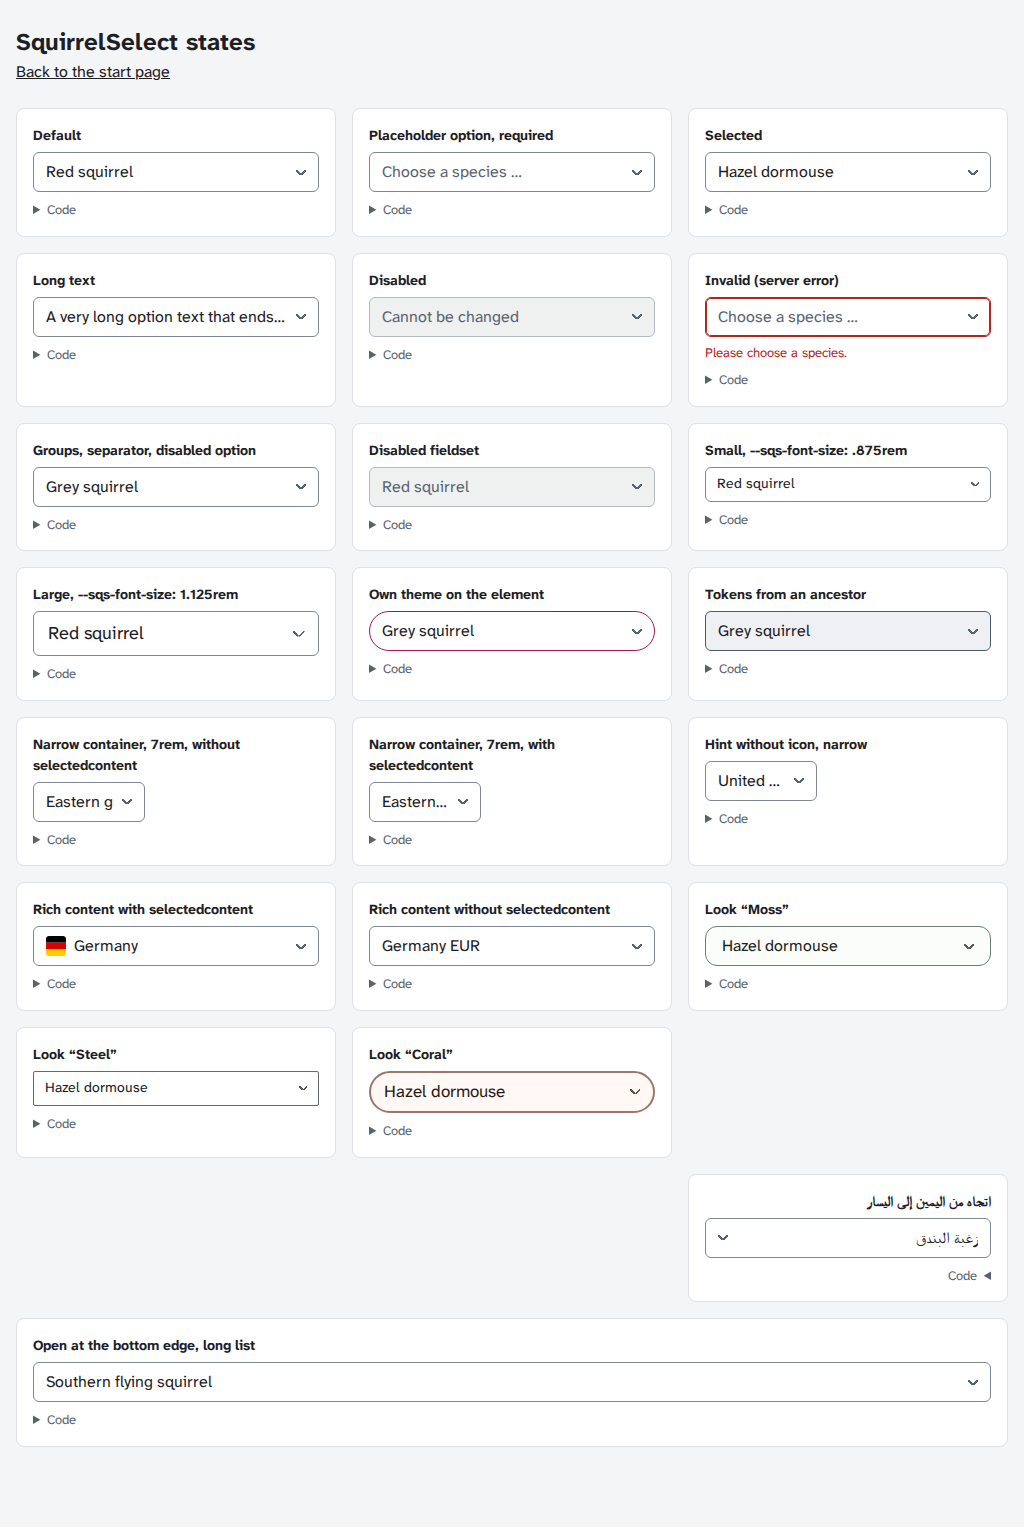 SquirrelSelect states
Back to the start page
Default
Red squirrel
Code
Placeholder option, required
Choose a species ...
Code
Selected
Hazel dormouse
Code
Long text
A very long option text that ends...
Code
Disabled
Cannot be changed
Code
Invalid (server error)
Choose a species ...
Please choose a species.
Code
Groups, separator, disabled option
Grey squirrel
Code
Disabled fieldset
Red squirrel
Code
Small, --sqs-font-size: .875rem
Red squirrel
Code
Large, --sqs-font-size: 1.125rem
Red squirrel
Code
Own theme on the element
Grey squirrel
Code
Tokens from an ancestor
Grey squirrel
Code
Narrow container, 7rem, without
selectedcontent
Eastern g
Code
Narrow container, 7rem, with
selectedcontent
Eastern...
Code
Hint without icon, narrow
United ...
Code
Rich content with selectedcontent
Germany
Code
Rich content without selectedcontent
Germany EUR
Code
Look “Moss”
Hazel dormouse
Code
Look “Steel”
Hazel dormouse
Code
Look “Coral”
Hazel dormouse
Code
اتجاه من اليمين إلى اليسار
زغبة البندق
Code
Open at the bottom edge, long list
Southern flying squirrel
Code